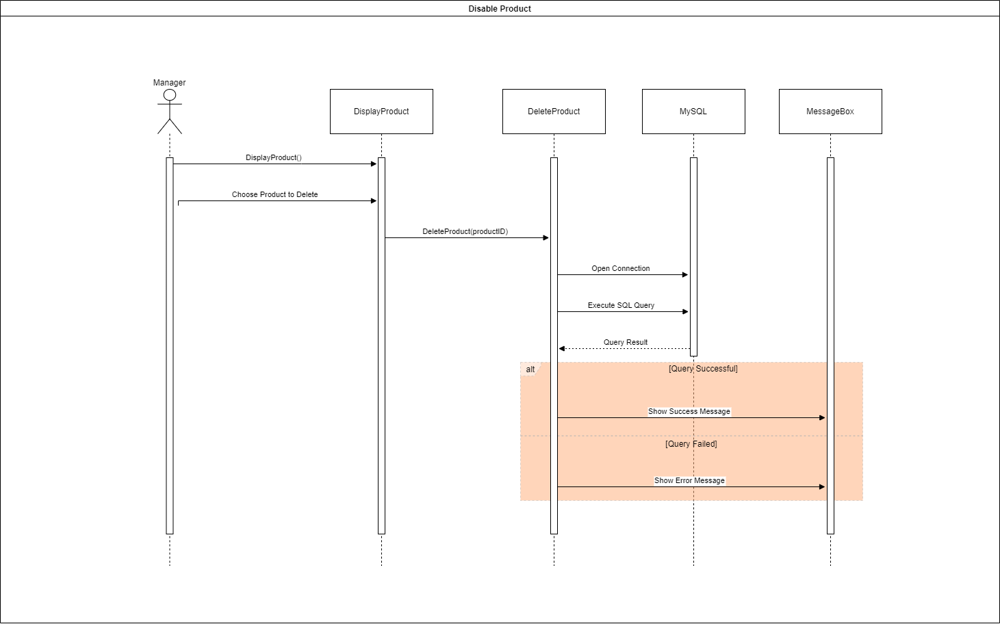 Disable Product
Manager
DisplayProduct
DeleteProduct
MySQL
MessageBox
DisplayProduct()
Choose Product to Delete
DeleteProduct(productID)
Open Connection
Execute SQL Query
Query Result
alt
[Query Successful]
Show Success Message
[Query Failed]
Show Error Message